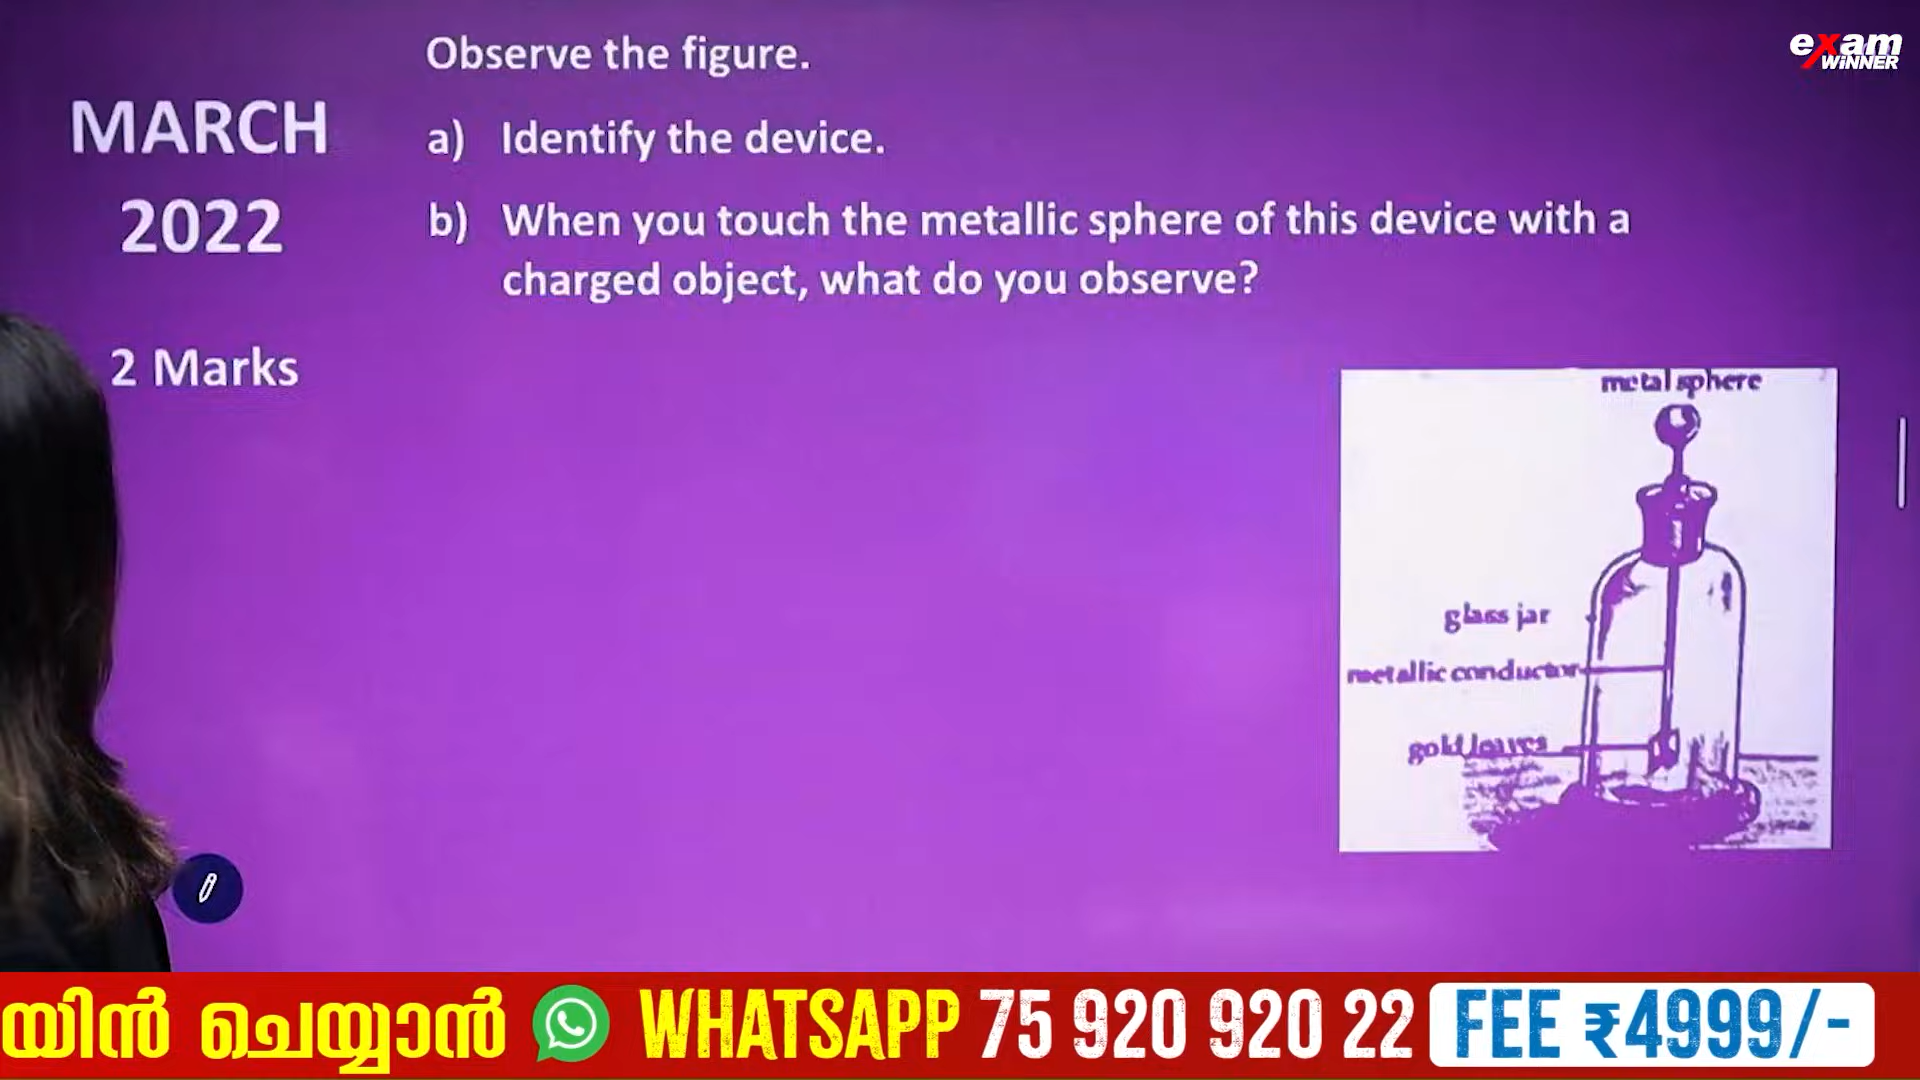 Observe the figure.
exam
WiNNER
MARCH
2022
2 Marks
a) Identify the device.
b) When you touch the metallic sphere of this device with a
charged object, what do you observe?
metal sphere
glass jar
metallic conductor
gold leaves
യിൻ ചെയ്യാൻ WHATSAPP 75 920 920 22 FEE ₹4999/-